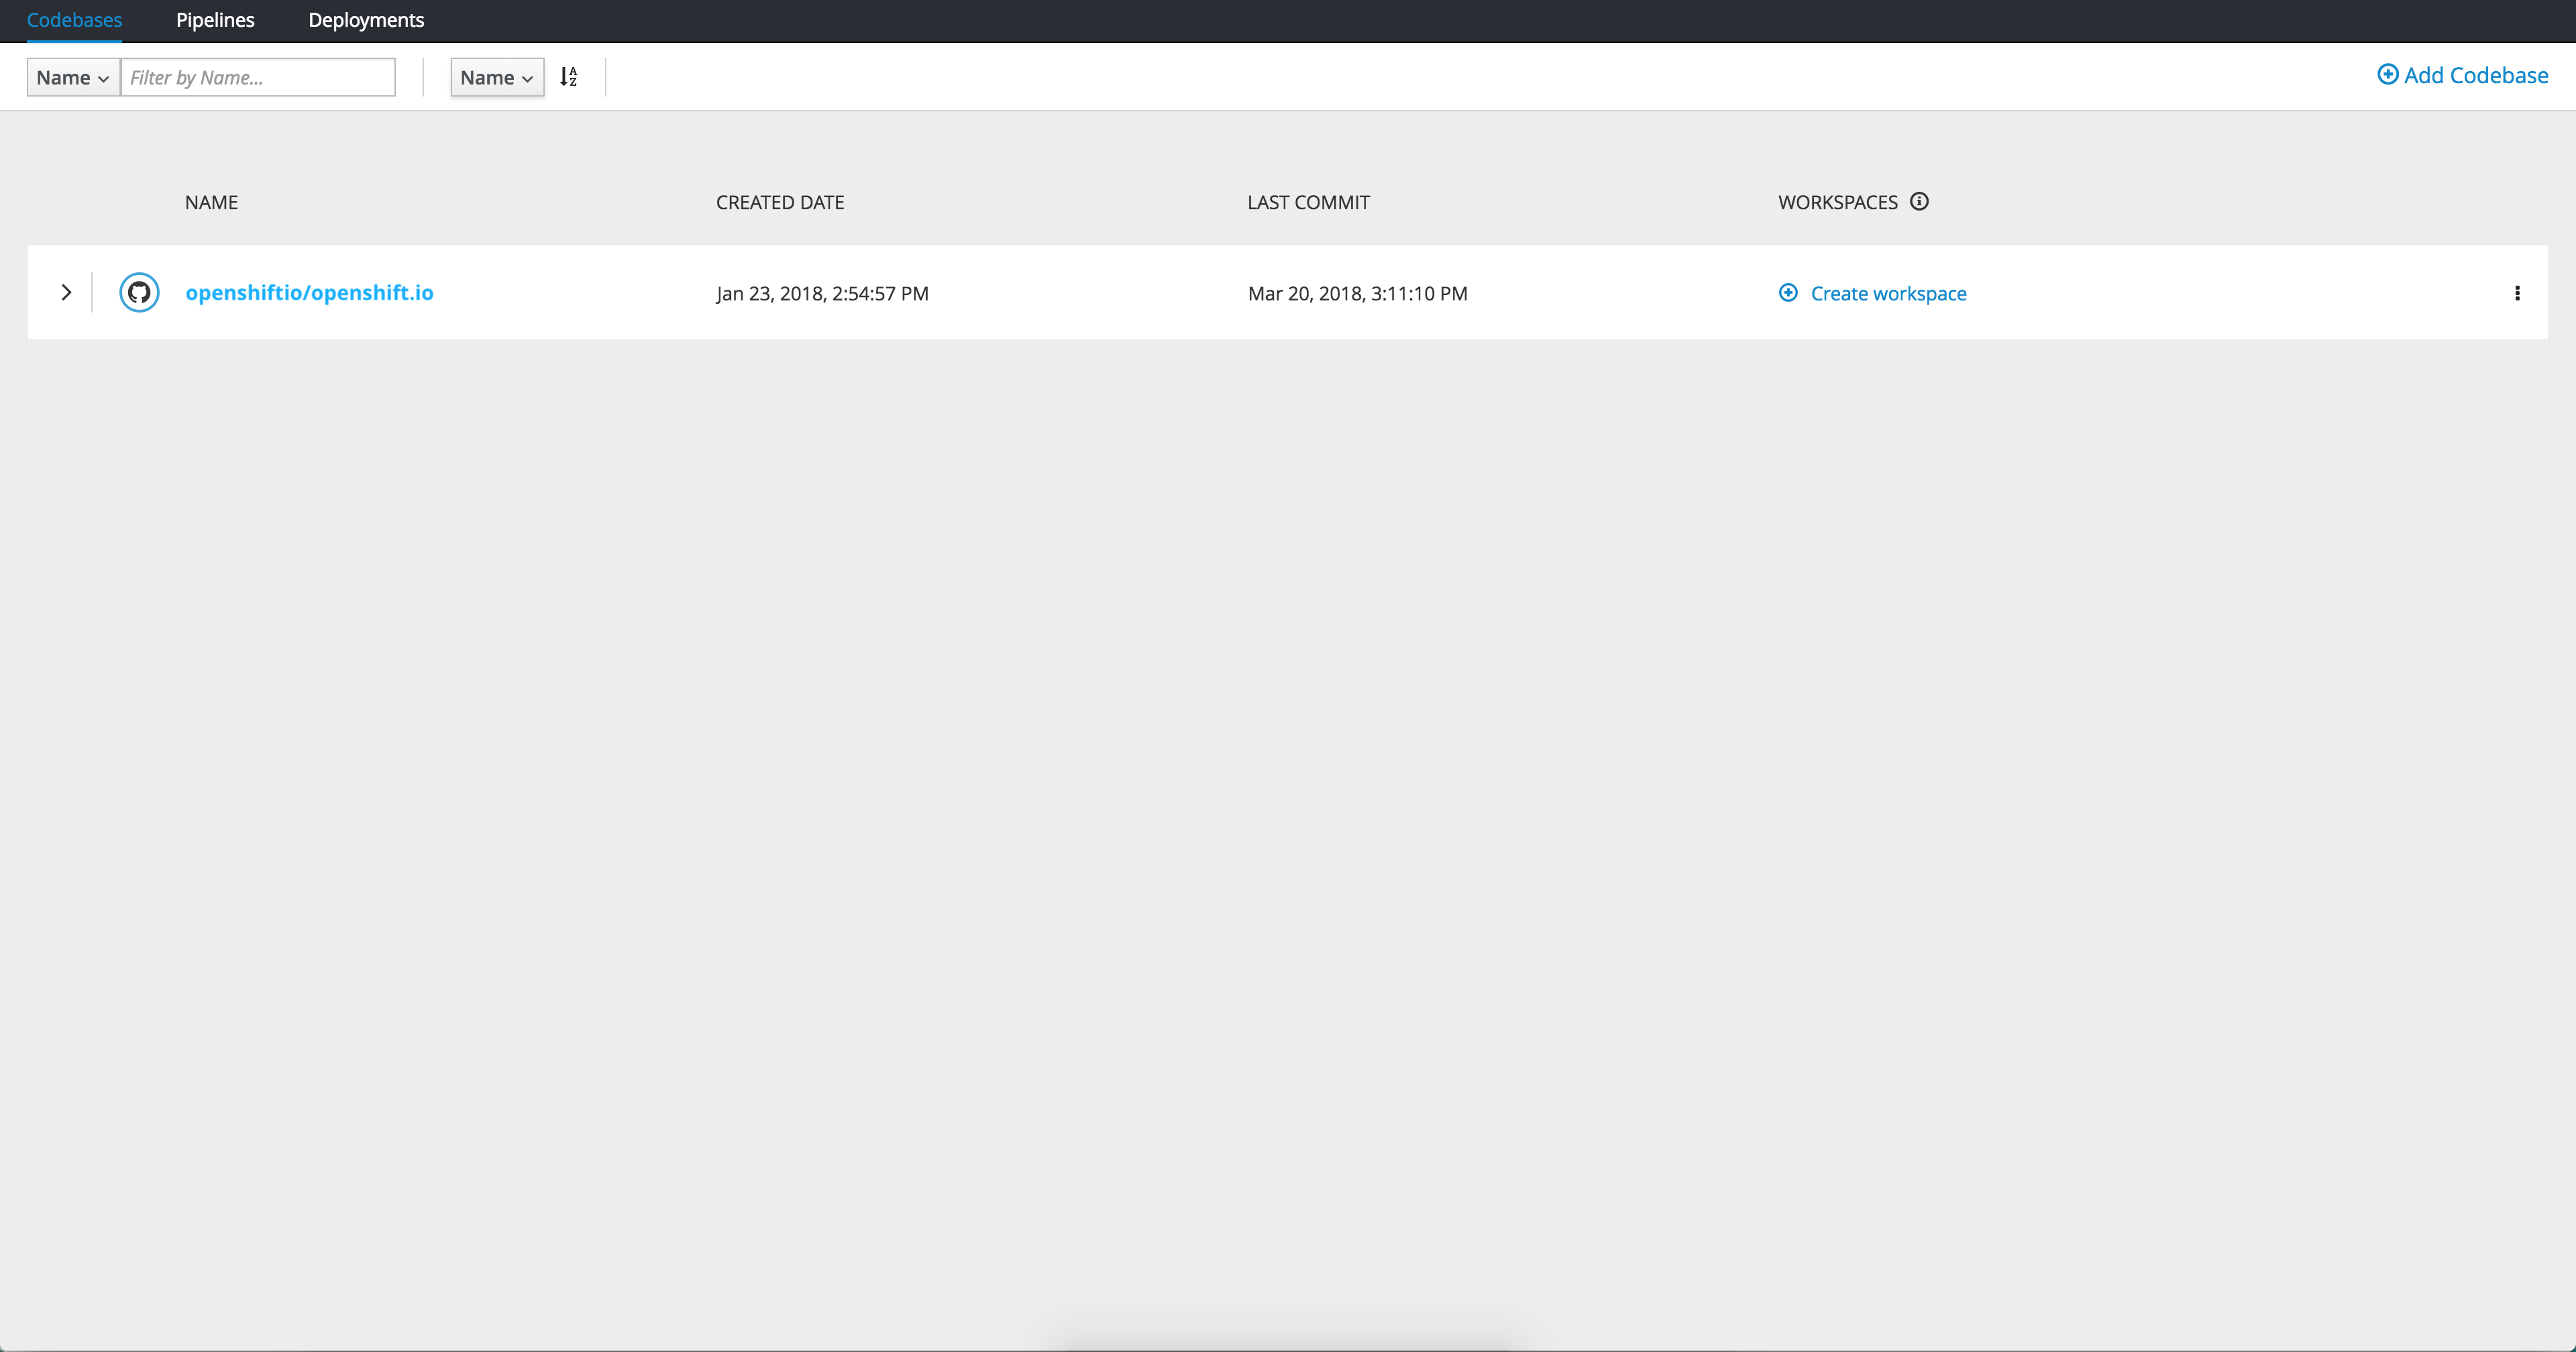 Codebases Pipelines Deployments
Name Filter by Name... Name Add Codebase
NAME CREATED DATE LAST COMMIT WORKSPACES
openshiftio/openshift.io Jan 23, 2018, 2:54:57 PM Mar 20, 2018, 3:11:10 PM Create workspace